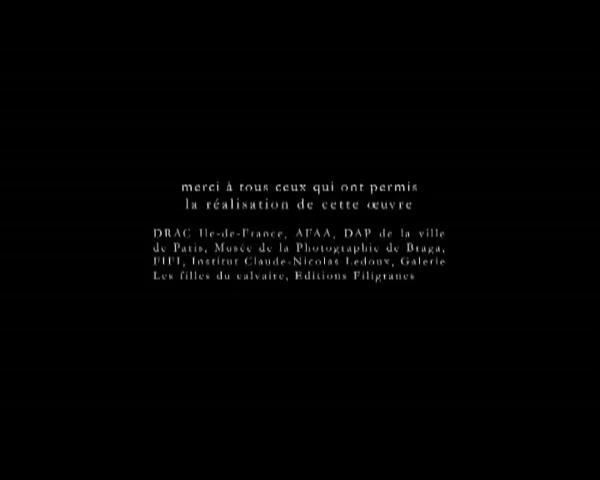 merci à tous ceux qui ont permis
la réalisation de cette œuvre
DRAC Ile-de-France, AFAA, DAP de la ville
de Paris, Musée de la Photographie de Braga,
FIFI, Institut Claude-Nicolas Ledoux, Galerie
Les filles du calvaire, Editions Filigranes